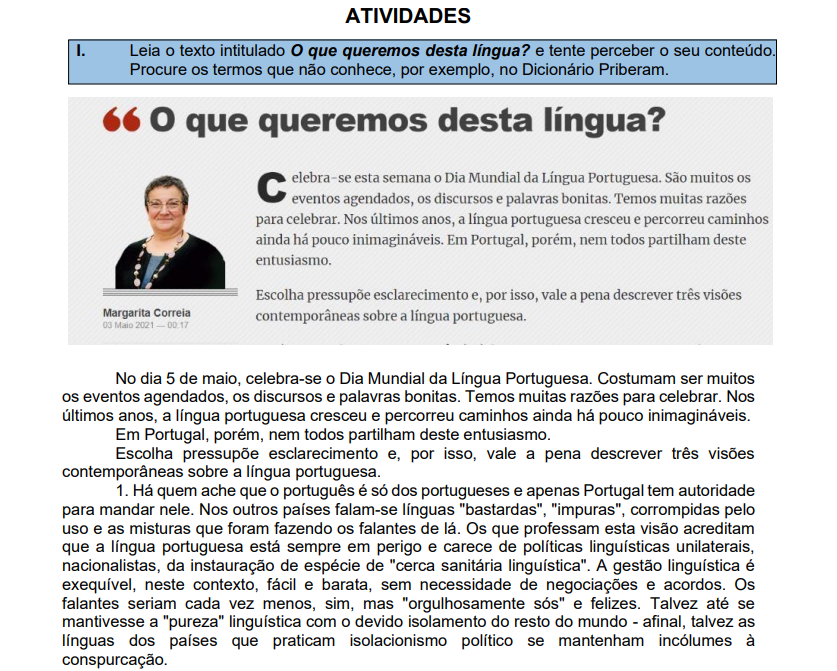 ATIVIDADES
I. Leia o texto intitulado O que queremos desta língua? e tente perceber o seu conteúdo.
Procure os termos que não conhece, por exemplo, no Dicionário Priberam.
“ O que queremos desta língua?
Celebra-se esta semana o Dia Mundial da Língua Portuguesa. São muitos os
eventos agendados, os discursos e palavras bonitas. Temos muitas razões
para celebrar. Nos últimos anos, a língua portuguesa cresceu e percorreu caminhos
ainda há pouco inimagináveis. Em Portugal, porém, nem todos partilham deste
entusiasmo.
Escolha pressupõe esclarecimento e, por isso, vale a pena descrever três visões
contemporâneas sobre a língua portuguesa.
Margarita Correia
03 Maio 2021 — 00:17
No dia 5 de maio, celebra-se o Dia Mundial da Língua Portuguesa. Costumam ser muitos
os eventos agendados, os discursos e palavras bonitas. Temos muitas razões para celebrar. Nos
últimos anos, a língua portuguesa cresceu e percorreu caminhos ainda há pouco inimagináveis.
Em Portugal, porém, nem todos partilham deste entusiasmo.
Escolha pressupõe esclarecimento e, por isso, vale a pena descrever três visões
contemporâneas sobre a língua portuguesa.
1. Há quem ache que o português é só dos portugueses e apenas Portugal tem autoridade
para mandar nele. Nos outros países falam-se línguas "bastardas", "impuras", corrompidas pelo
uso e as misturas que foram fazendo os falantes de lá. Os que professam esta visão acreditam
que a língua portuguesa está sempre em perigo e carece de políticas linguísticas unilaterais,
nacionalistas, da instauração de espécie de "cerca sanitária linguística". A gestão linguística é
exequível, neste contexto, fácil e barata, sem necessidade de negociações e acordos. Os
falantes seriam cada vez menos, sim, mas "orgulhosamente sós" e felizes. Talvez até se
mantivesse a "pureza" linguística com o devido isolamento do resto do mundo - afinal, talvez as
línguas dos países que praticam isolacionismo político se mantenham incólumes à
conspurcação.